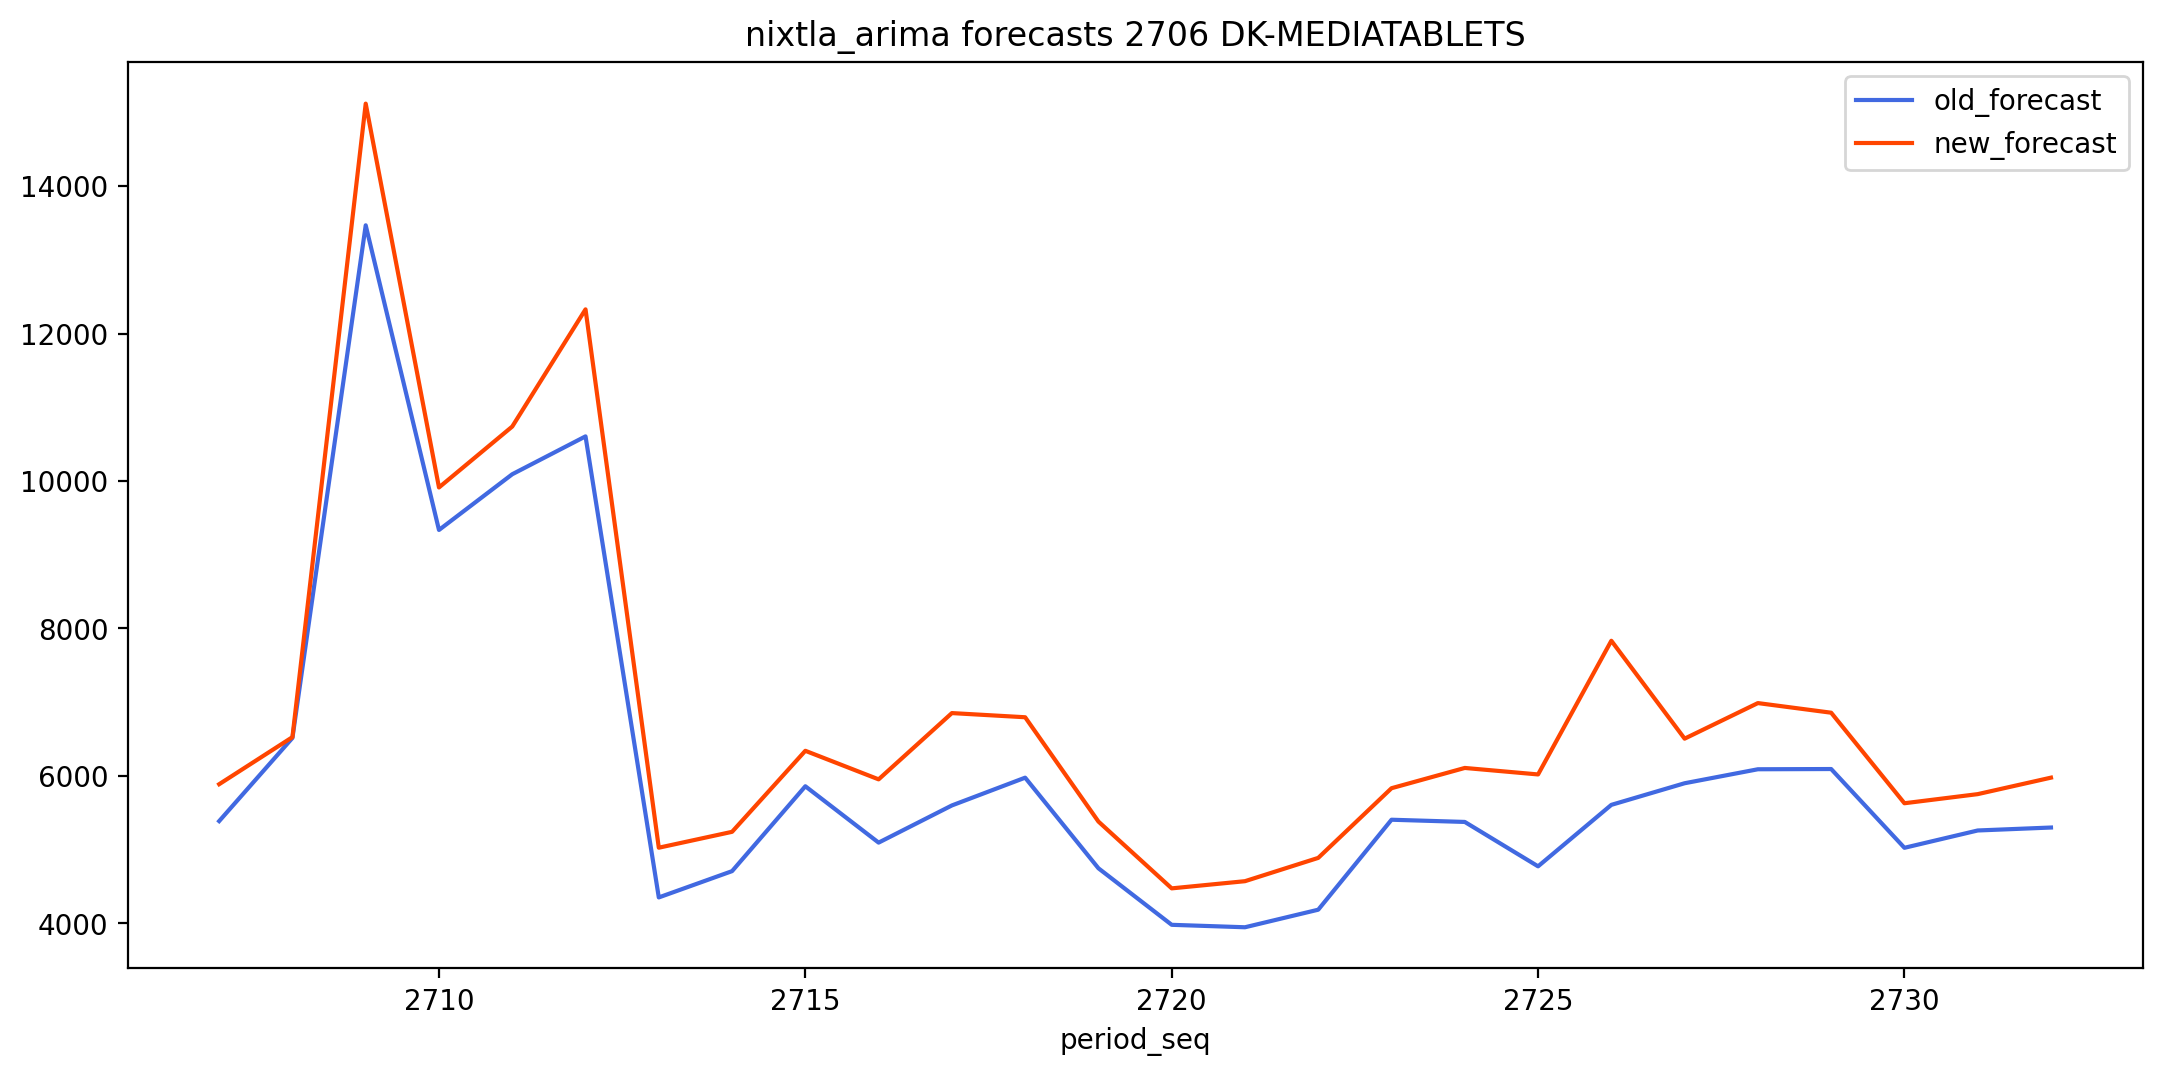 nixtla_arima forecasts 2706 DK-MEDIATABLETS
old_forecast
new_forecast
14000
12000
10000
8000
6000
4000
2710 2715 2720 2725 2730
period_seq